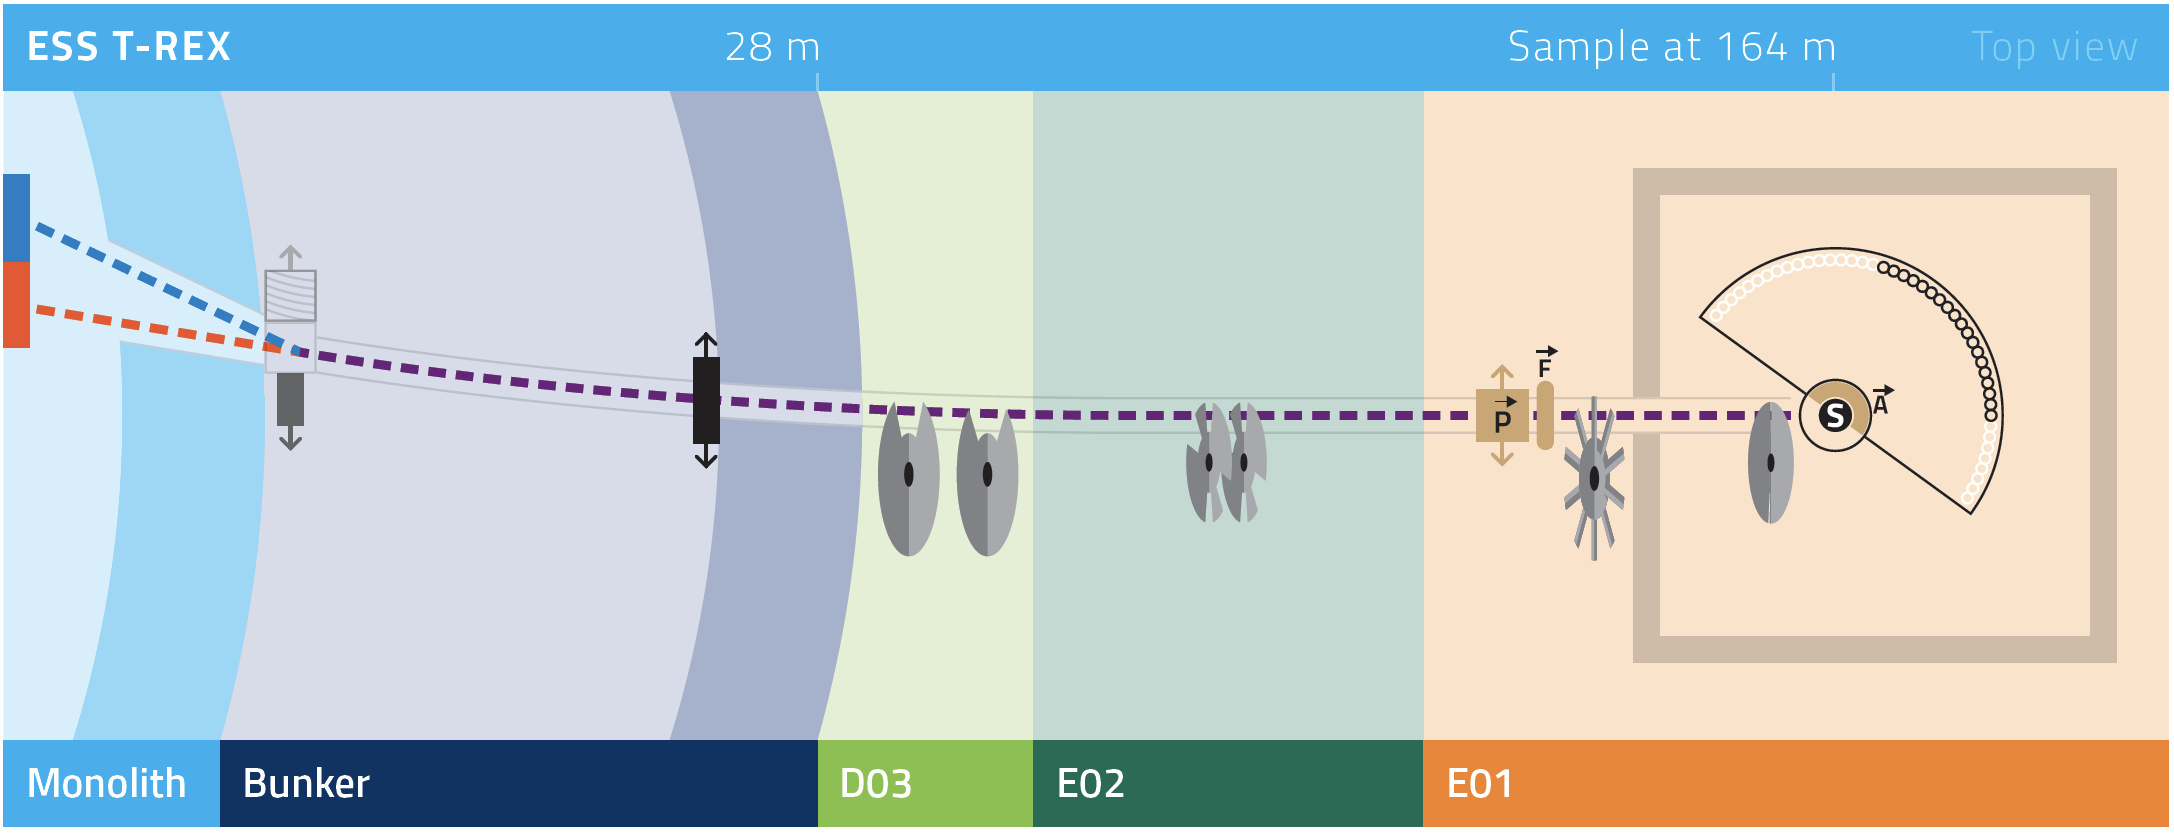 ESS T-REX
28 m
Sample at 164 m
Top view
F
P
S
A
Monolith
Bunker
D03
E02
E01